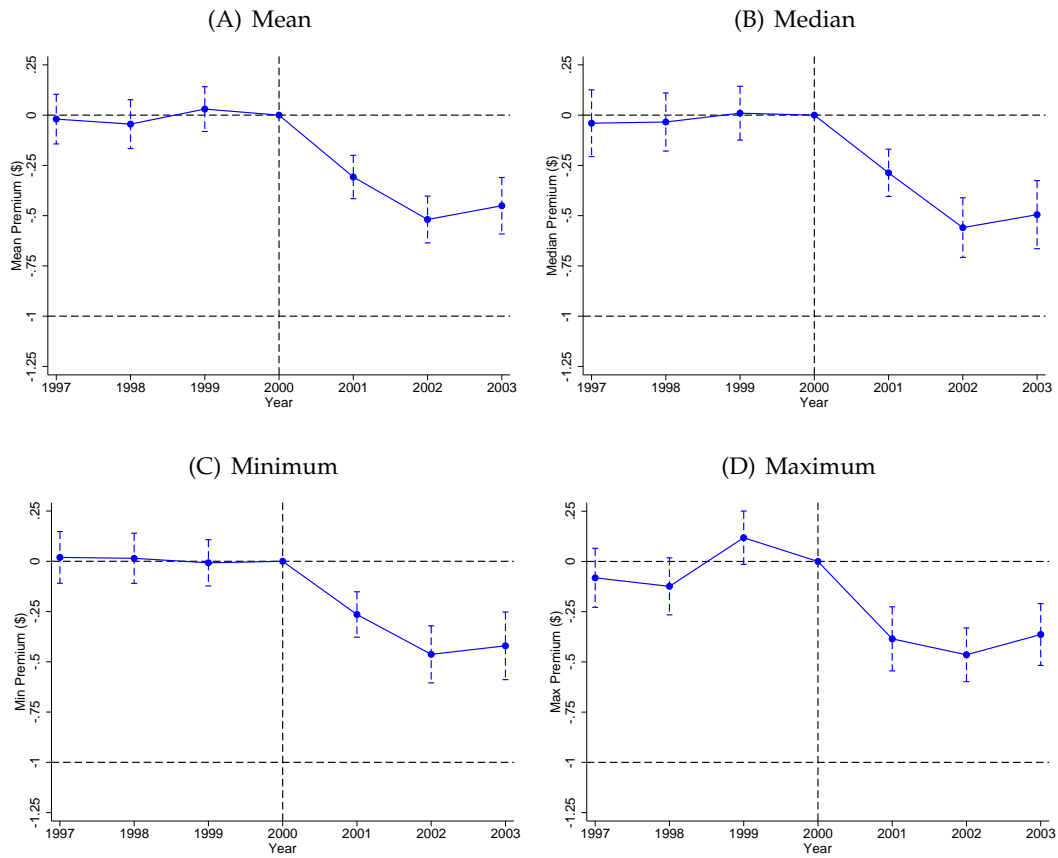 (A) Mean
Mean Premium ($)
.25
0
-.25
-.5
-.75
-1
-1.25
1997 1998 1999 2000 2001 2002 2003
Year
(B) Median
Median Premium ($)
.25
0
-.25
-.5
-.75
-1
-1.25
1997 1998 1999 2000 2001 2002 2003
Year
(C) Minimum
Min Premium ($)
.25
0
-.25
-.5
-.75
-1
-1.25
1997 1998 1999 2000 2001 2002 2003
Year
(D) Maximum
Max Premium ($)
.25
0
-.25
-.5
-.75
-1
-1.25
1997 1998 1999 2000 2001 2002 2003
Year